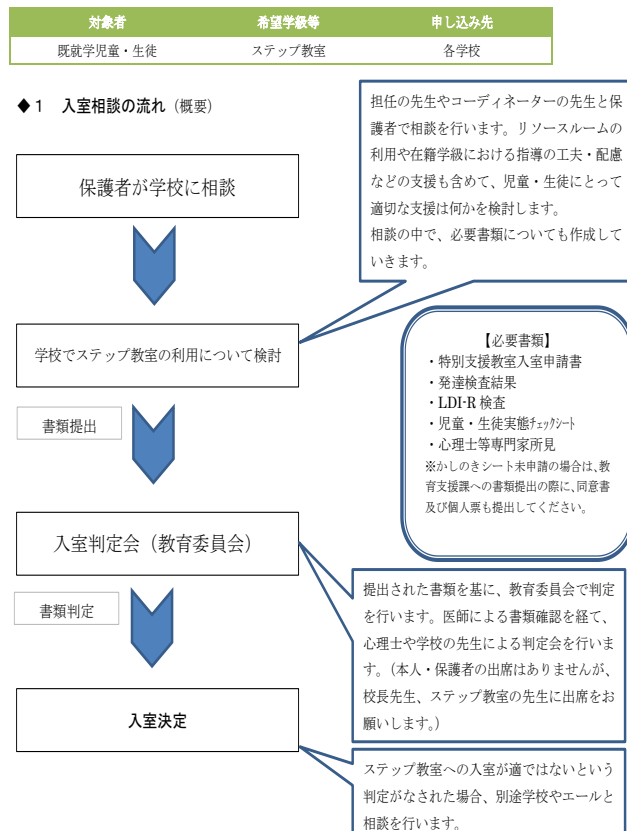 対象者 希望学級等 申し込み先
既就学児童・生徒 ステップ教室 各学校
◆１ 入室相談の流れ（概要）
担任の先生やコーディネーターの先生と保
護者で相談を行います。リソースルームの
利用や在籍学級における指導の工夫・配慮
などの支援も含めて、児童・生徒にとって
適切な支援は何かを検討します。
相談の中で、必要書類についても作成して
いきます。
保護者が学校に相談
学校でステップ教室の利用について検討
【必要書類】
・特別支援教室入室申請書
・発達検査結果
・LDI-R 検査
・児童・生徒実態チェックシート
・心理士等専門家所見
※かしのきシート未申請の場合は、教
育支援課への書類提出の際に、同意書
及び個人票も提出してください。
書類提出
入室判定会（教育委員会）
提出された書類を基に、教育委員会で判定
を行います。医師による書類確認を経て、
心理士や学校の先生による判定会を行いま
す。（本人・保護者の出席はありませんが、
校長先生、ステップ教室の先生に出席をお
願いします。）
書類判定
入室決定
ステップ教室への入室が適ではないという
判定がなされた場合、別途学校やエールと
相談を行います。